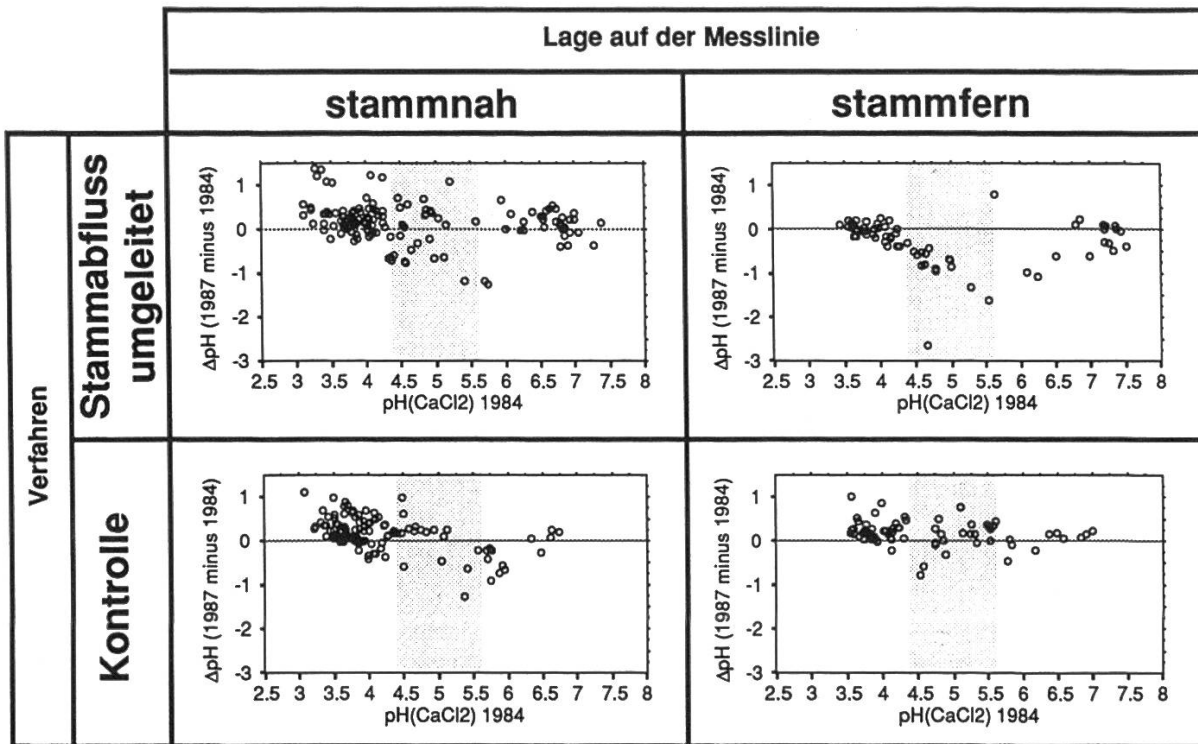 Lage auf der Messlinie
stammnah
stammfern
Verfahren
Stammabfluss
umgeleitet
ΔpH (1987 minus 1984)
1
0
-1
-2
-3
2.5 3 3.5 4 4.5 5 5.5 6 6.5 7 7.5 8
pH(CaCl2) 1984
ΔpH (1987 minus 1984)
1
0
-1
-2
-3
2.5 3 3.5 4 4.5 5 5.5 6 6.5 7 7.5 8
pH(CaCl2) 1984
Kontrolle
ΔpH (1987 minus 1984)
1
0
-1
-2
-3
2.5 3 3.5 4 4.5 5 5.5 6 6.5 7 7.5 8
pH(CaCl2) 1984
ΔpH (1987 minus 1984)
1
0
-1
-2
-3
2.5 3 3.5 4 4.5 5 5.5 6 6.5 7 7.5 8
pH(CaCl2) 1984